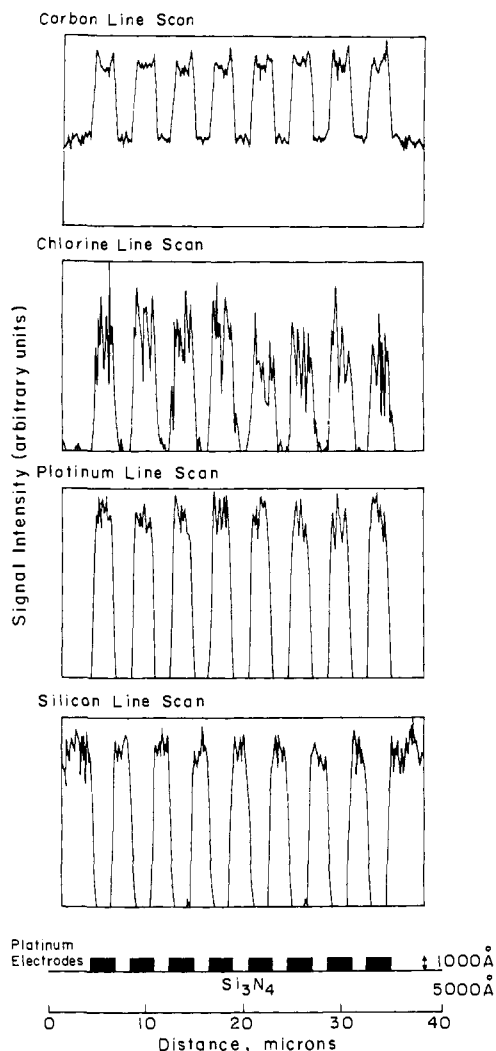 Carbon Line Scan
Chlorine Line Scan
Signal Intensity (arbitrary units)
Platinum Line Scan
Silicon Line Scan
Platinum
Electrodes
1000Å
Si₃N₄
5000Å
0 10 20 30 40
Distance, microns